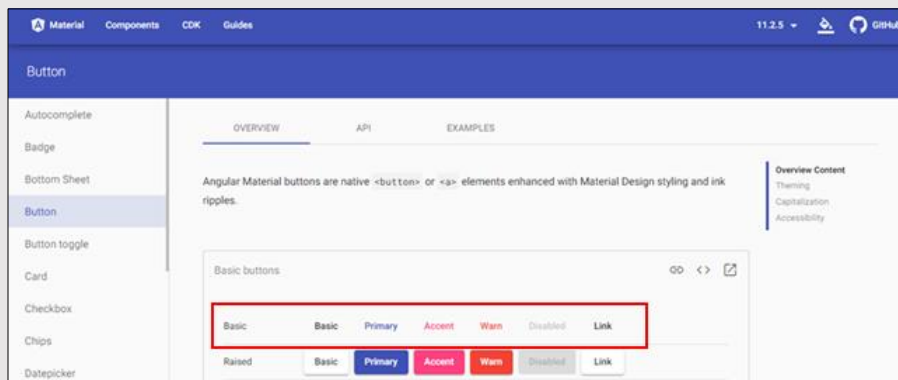 Material Components CDK Guides 11.2.5 GitHub
Button
Autocomplete
Badge
Bottom Sheet
Button
Button toggle
Card
Checkbox
Chips
Datepicker
OVERVIEW API EXAMPLES
Angular Material buttons are native <button> or <a> elements enhanced with Material Design styling and ink
ripples.
Overview Content
Theming
Capitalization
Accessibility
Basic buttons
Basic Basic Primary Accent Warn Disabled Link
Raised Basic Primary Accent Warn Disabled Link